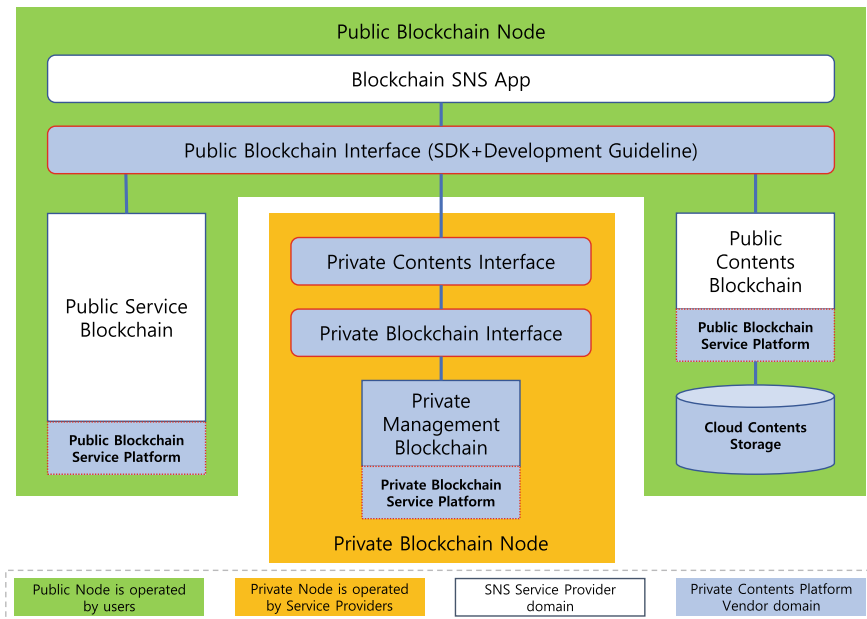 Public Blockchain Node
Blockchain SNS App
Public Blockchain Interface (SDK+Development Guideline)
Public Service
Blockchain
Public Blockchain
Service Platform
Private Contents Interface
Private Blockchain Interface
Private
Management
Blockchain
Private Blockchain
Service Platform
Private Blockchain Node
Public
Contents
Blockchain
Public Blockchain
Service Platform
Cloud Contents
Storage
Public Node is operated
by users
Private Node is operated
by Service Providers
SNS Service Provider
domain
Private Contents Platform
Vendor domain